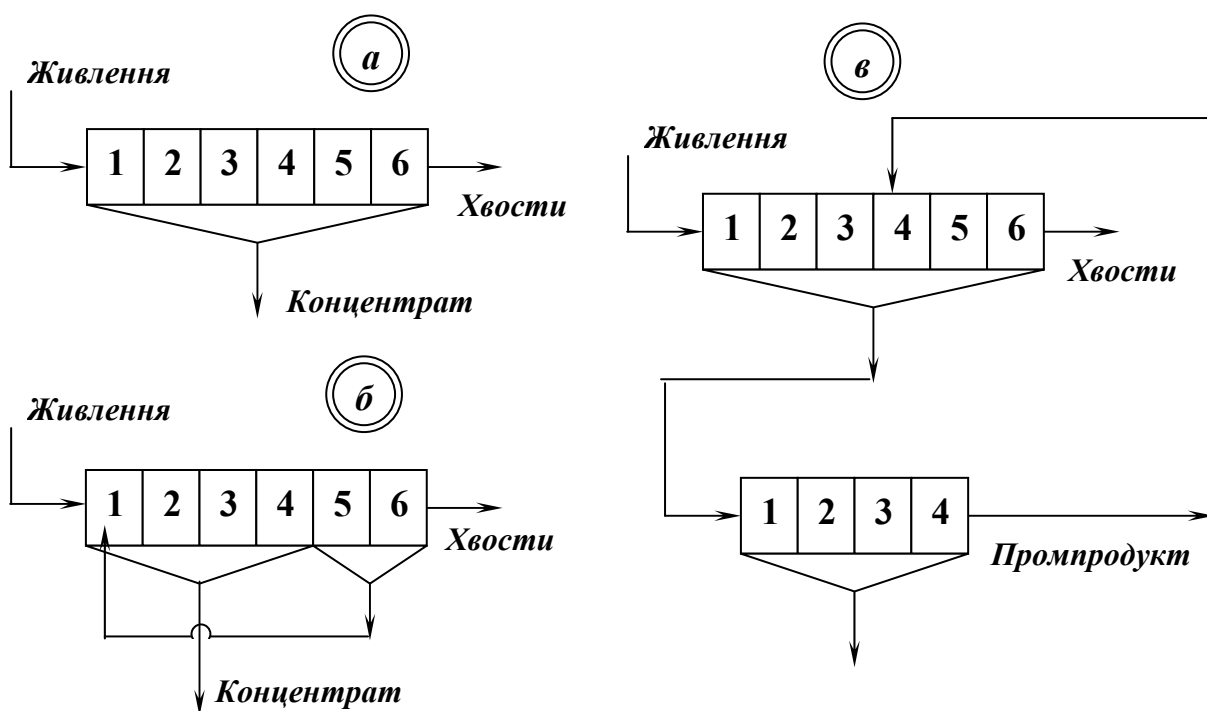 а
Живлення
1 2 3 4 5 6
Хвости
Концентрат
б
Живлення
1 2 3 4 5 6
Хвости
Концентрат
в
Живлення
1 2 3 4 5 6
Хвости
1 2 3 4
Промпродукт